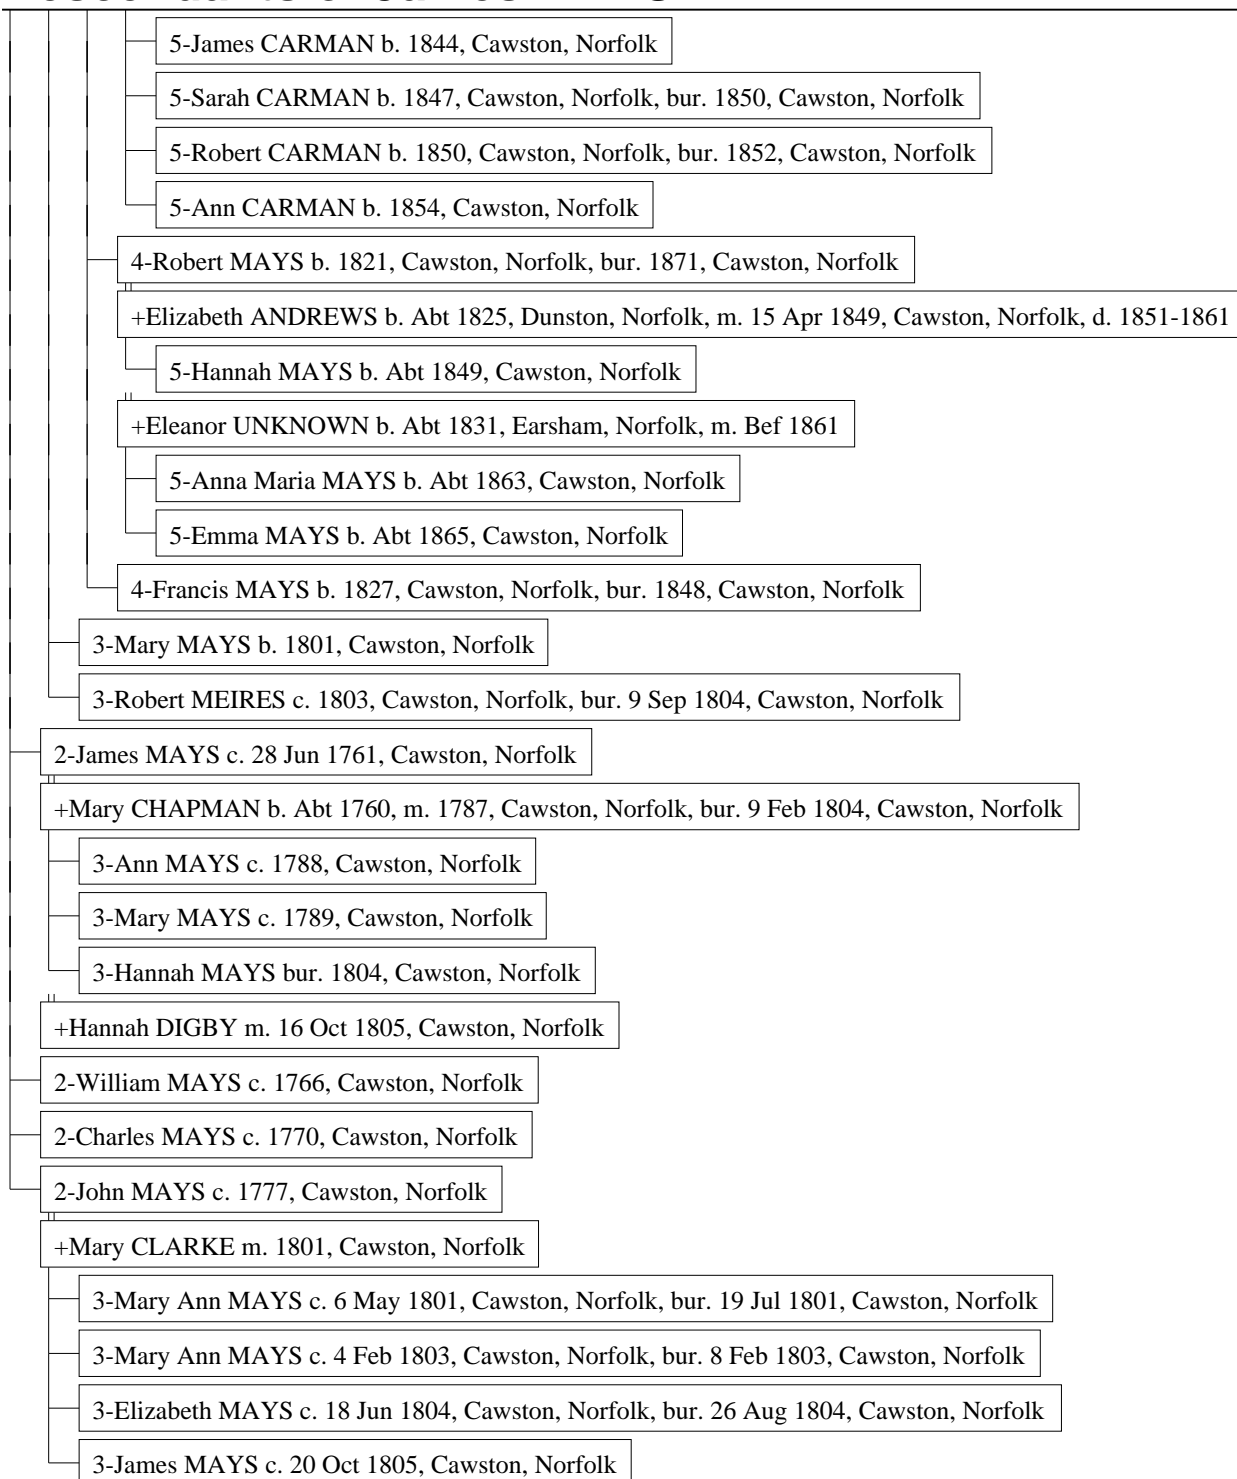 5-James CARMAN b. 1844, Cawston, Norfolk
5-Sarah CARMAN b. 1847, Cawston, Norfolk, bur. 1850, Cawston, Norfolk
5-Robert CARMAN b. 1850, Cawston, Norfolk, bur. 1852, Cawston, Norfolk
5-Ann CARMAN b. 1854, Cawston, Norfolk
4-Robert MAYS b. 1821, Cawston, Norfolk, bur. 1871, Cawston, Norfolk
+Elizabeth ANDREWS b. Abt 1825, Dunston, Norfolk, m. 15 Apr 1849, Cawston, Norfolk, d. 1851-1861
5-Hannah MAYS b. Abt 1849, Cawston, Norfolk
+Eleanor UNKNOWN b. Abt 1831, Earsham, Norfolk, m. Bef 1861
5-Anna Maria MAYS b. Abt 1863, Cawston, Norfolk
5-Emma MAYS b. Abt 1865, Cawston, Norfolk
4-Francis MAYS b. 1827, Cawston, Norfolk, bur. 1848, Cawston, Norfolk
3-Mary MAYS b. 1801, Cawston, Norfolk
3-Robert MEIRES c. 1803, Cawston, Norfolk, bur. 9 Sep 1804, Cawston, Norfolk
2-James MAYS c. 28 Jun 1761, Cawston, Norfolk
+Mary CHAPMAN b. Abt 1760, m. 1787, Cawston, Norfolk, bur. 9 Feb 1804, Cawston, Norfolk
3-Ann MAYS c. 1788, Cawston, Norfolk
3-Mary MAYS c. 1789, Cawston, Norfolk
3-Hannah MAYS bur. 1804, Cawston, Norfolk
+Hannah DIGBY m. 16 Oct 1805, Cawston, Norfolk
2-William MAYS c. 1766, Cawston, Norfolk
2-Charles MAYS c. 1770, Cawston, Norfolk
2-John MAYS c. 1777, Cawston, Norfolk
+Mary CLARKE m. 1801, Cawston, Norfolk
3-Mary Ann MAYS c. 6 May 1801, Cawston, Norfolk, bur. 19 Jul 1801, Cawston, Norfolk
3-Mary Ann MAYS c. 4 Feb 1803, Cawston, Norfolk, bur. 8 Feb 1803, Cawston, Norfolk
3-Elizabeth MAYS c. 18 Jun 1804, Cawston, Norfolk, bur. 26 Aug 1804, Cawston, Norfolk
3-James MAYS c. 20 Oct 1805, Cawston, Norfolk